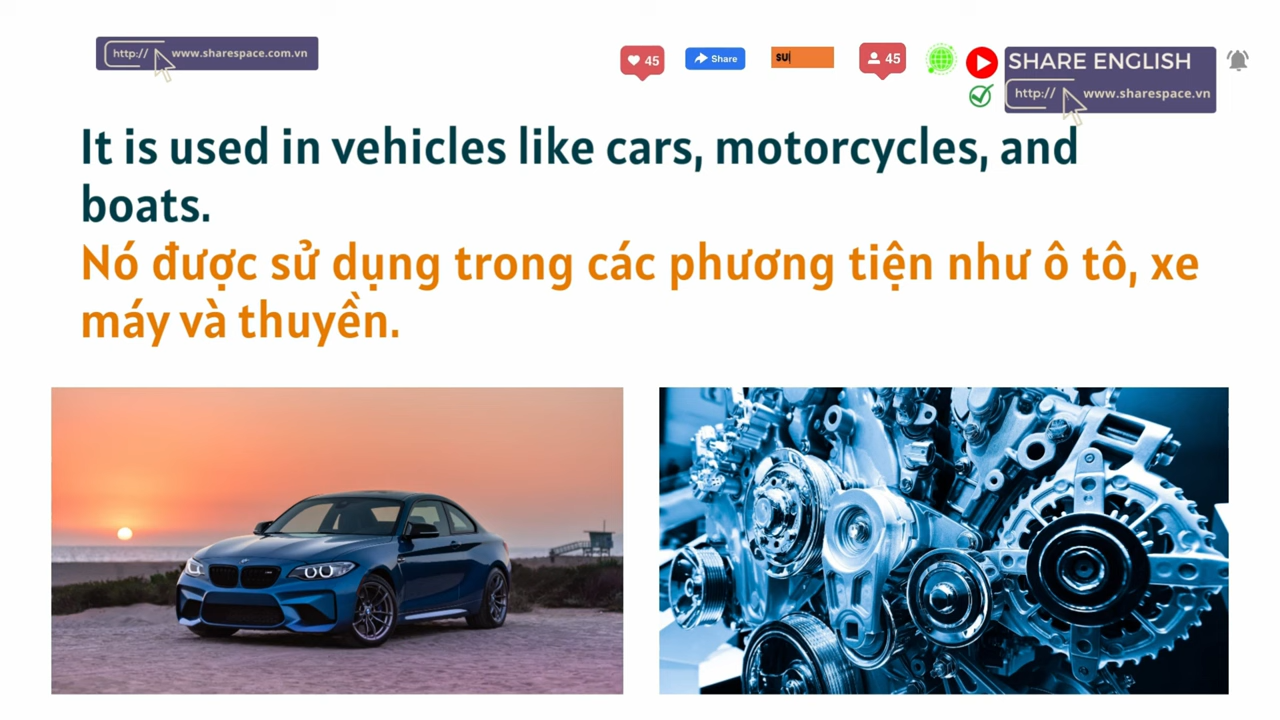 http:// www.sharespace.com.vn
45
Share
SU
45
SHARE ENGLISH
http:// www.sharespace.vn
It is used in vehicles like cars, motorcycles, and
boats.
Nó được sử dụng trong các phương tiện như ô tô, xe
máy và thuyền.